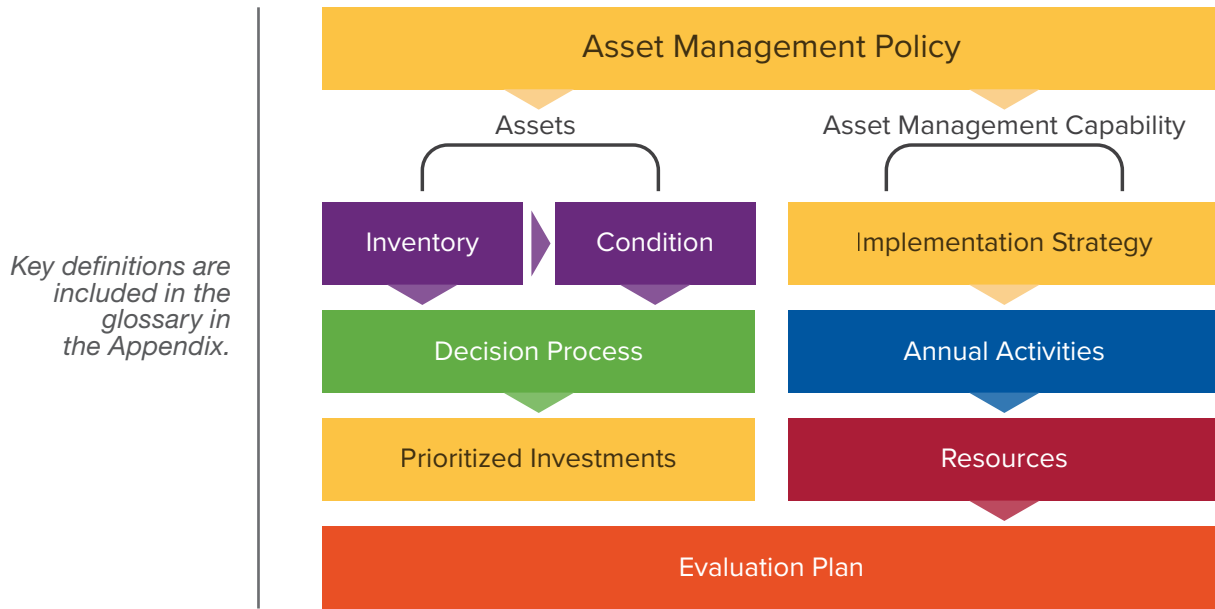 Asset Management Policy
Assets
Asset Management Capability
Inventory
Condition
Implementation Strategy
Key definitions are
included in the
glossary in
the Appendix.
Decision Process
Annual Activities
Prioritized Investments
Resources
Evaluation Plan